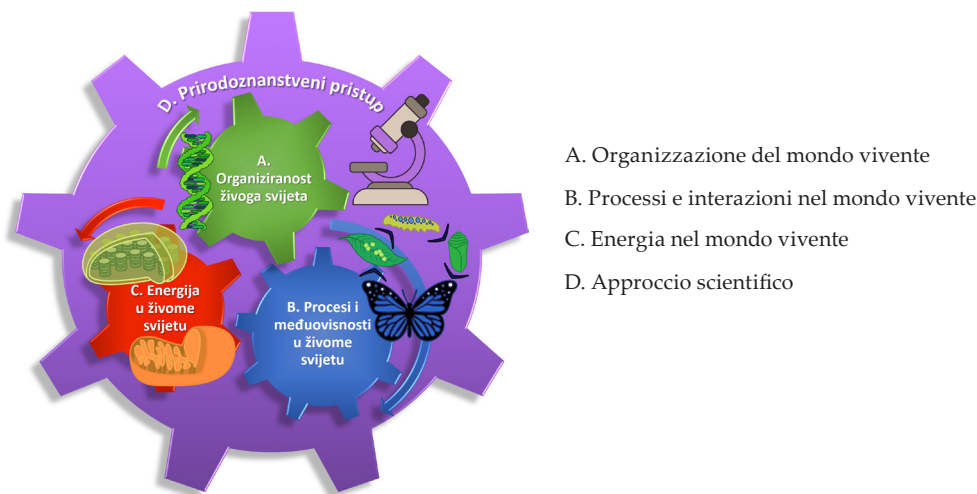 D. Prirodoznanstveni pristup
A.
Organiziranost
živoga svijeta
C. Energija
u živome
svijetu
B. Procesi i
međuovisnosti
u živome
svijetu
A. Organizzazione del mondo vivente
B. Processi e interazioni nel mondo vivente
C. Energia nel mondo vivente
D. Approccio scientifico